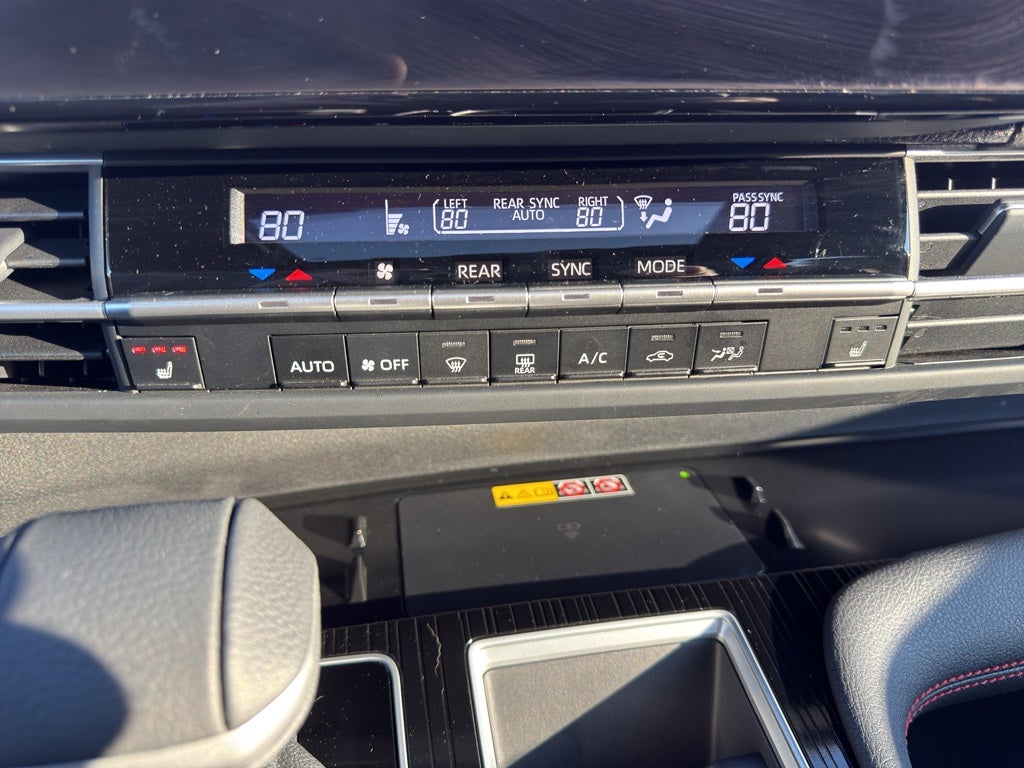 80
LEFT
80
REAR SYNC
AUTO
RIGHT
80
PASS SYNC
80
REAR
SYNC
MODE
AUTO
OFF
REAR
A/C